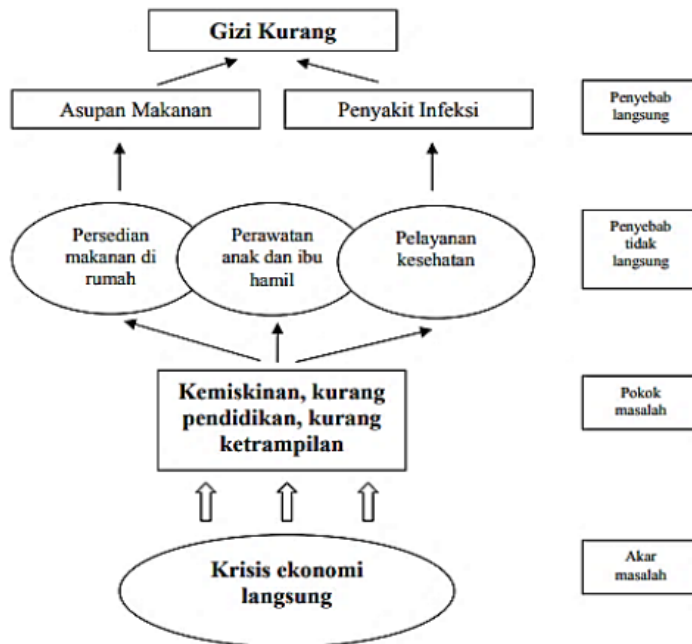 Gizi Kurang
Asupan Makanan
Penyakit Infeksi
Penyebab
langsung
Persedian
makanan di
rumah
Perawatan
anak dan ibu
hamil
Pelayanan
kesehatan
Penyebab
tidak
langsung
Kemiskinan, kurang
pendidikan, kurang
ketrampilan
Pokok
masalah
Krisis ekonomi
langsung
Akar
masalah